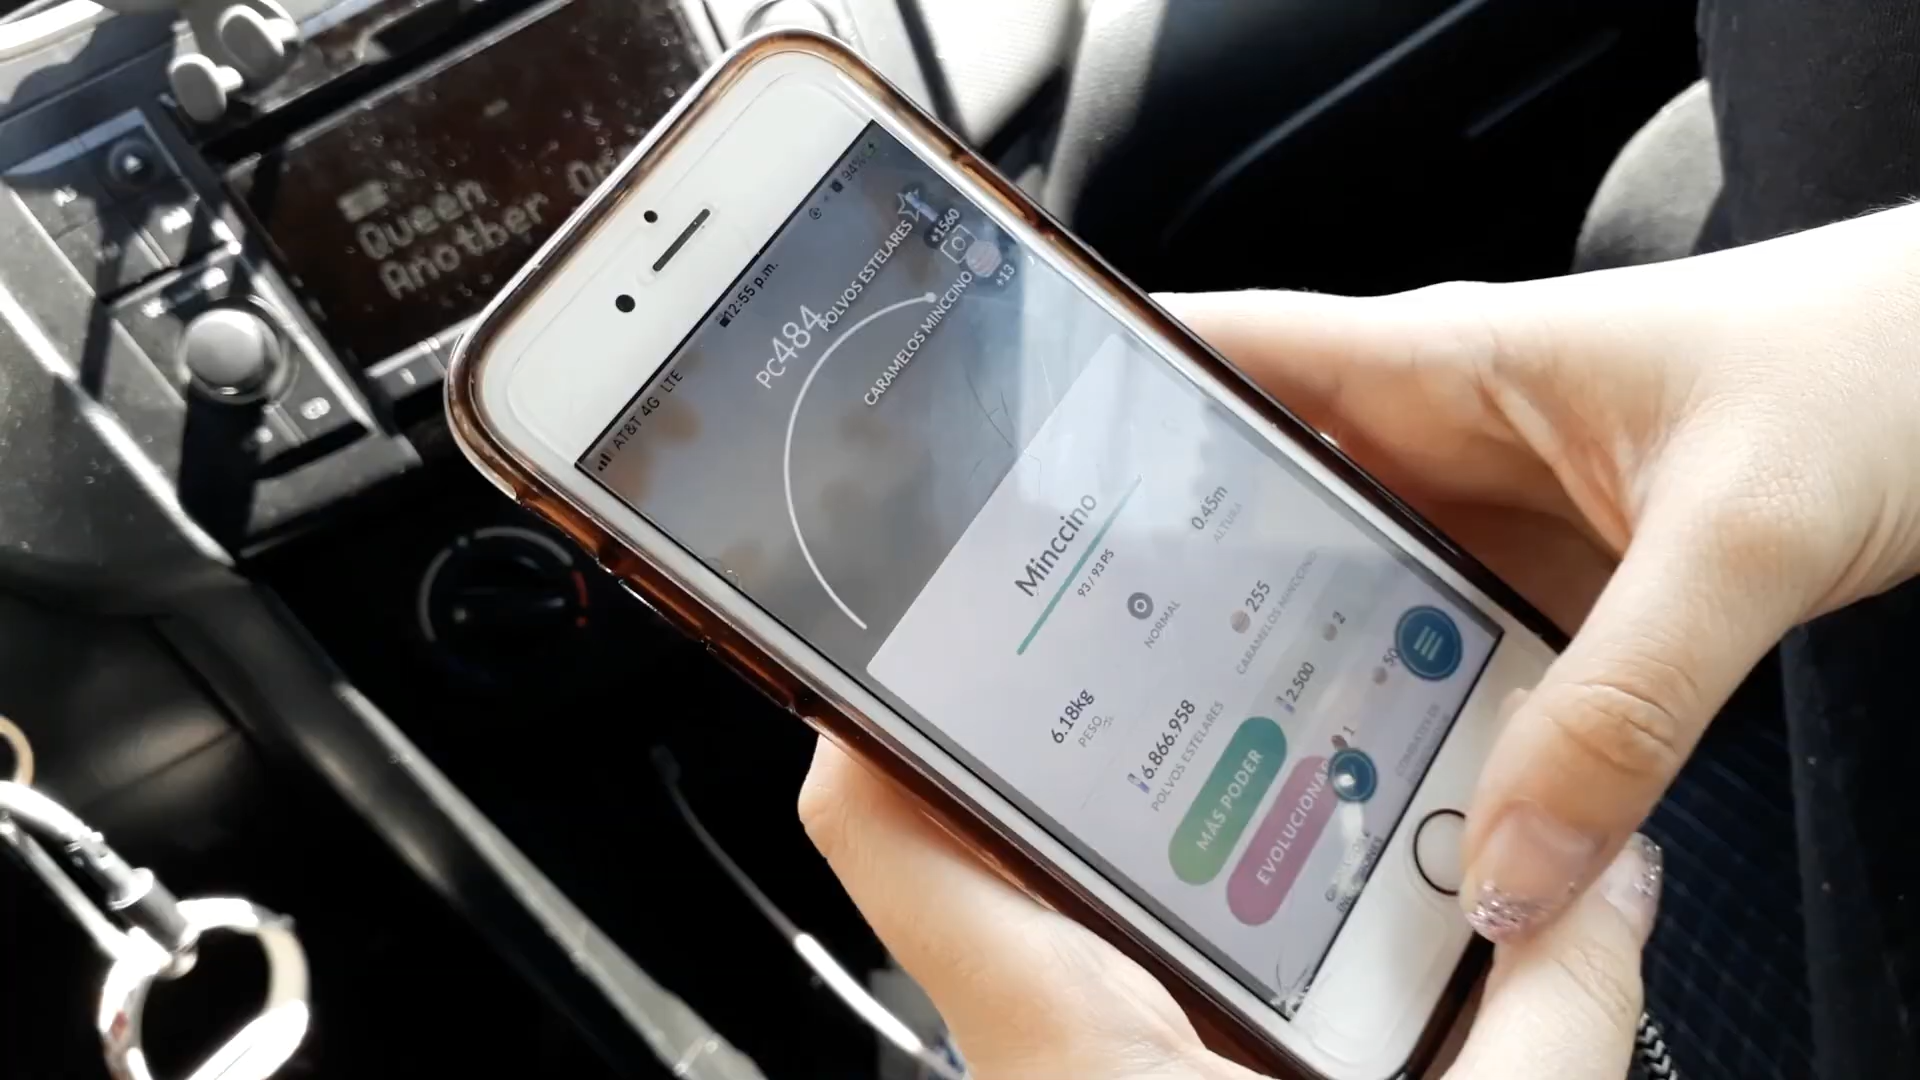 Queen
Another
AT&T 4G LTE
12:55 p.m.
94%
PC484
POLVOS ESTELARES
+1560
CARAMELOS MINCCINO
+13
Minccino
93 / 93 PS
6.18kg
PESO
NORMAL
0.45m
ALTURA
6.866.958
POLVOS ESTELARES
255
CARAMELOS MINCCINO
MÁS PODER
2.500
2
EVOLUCIONAR
50
1
COMBATES DE